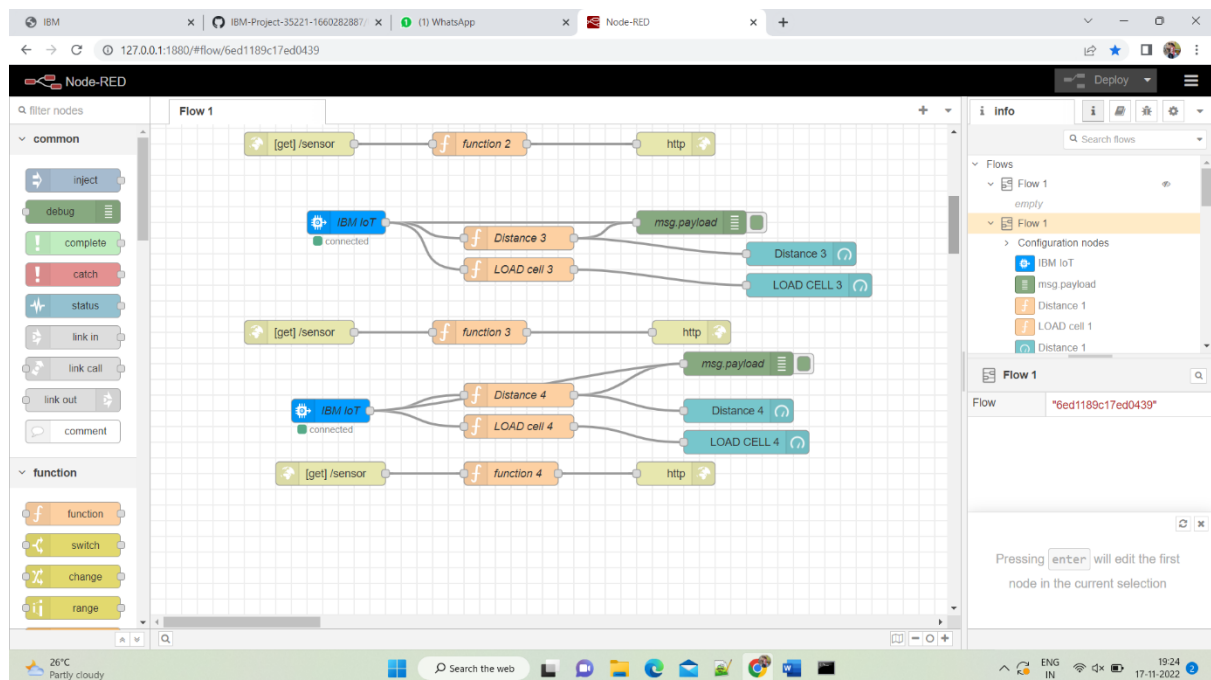 IBM
IBM-Project-35221-1660282887/
(1) WhatsApp
Node-RED
127.0.0.1:1880/#flow/6ed1189c17ed0439
Node-RED
Deploy
filter nodes
Flow 1
i info
i
common
Search flows
inject
debug
complete
catch
status
link in
link call
link out
comment
function
function
switch
change
range
[get] /sensor
function 2
http
IBM IoT
connected
Distance 3
LOAD cell 3
msg.payload
Distance 3
LOAD CELL 3
[get] /sensor
function 3
http
msg.payload
IBM IoT
connected
Distance 4
LOAD cell 4
Distance 4
LOAD CELL 4
[get] /sensor
function 4
http
Flows
Flow 1
empty
Flow 1
Configuration nodes
IBM IoT
msg.payload
Distance 1
LOAD cell 1
Distance 1
Flow 1
Flow "6ed1189c17ed0439"
Pressing enter will edit the first
node in the current selection
26°C
Partly cloudy
Search the web
ENG
IN
19:24
17-11-2022
2